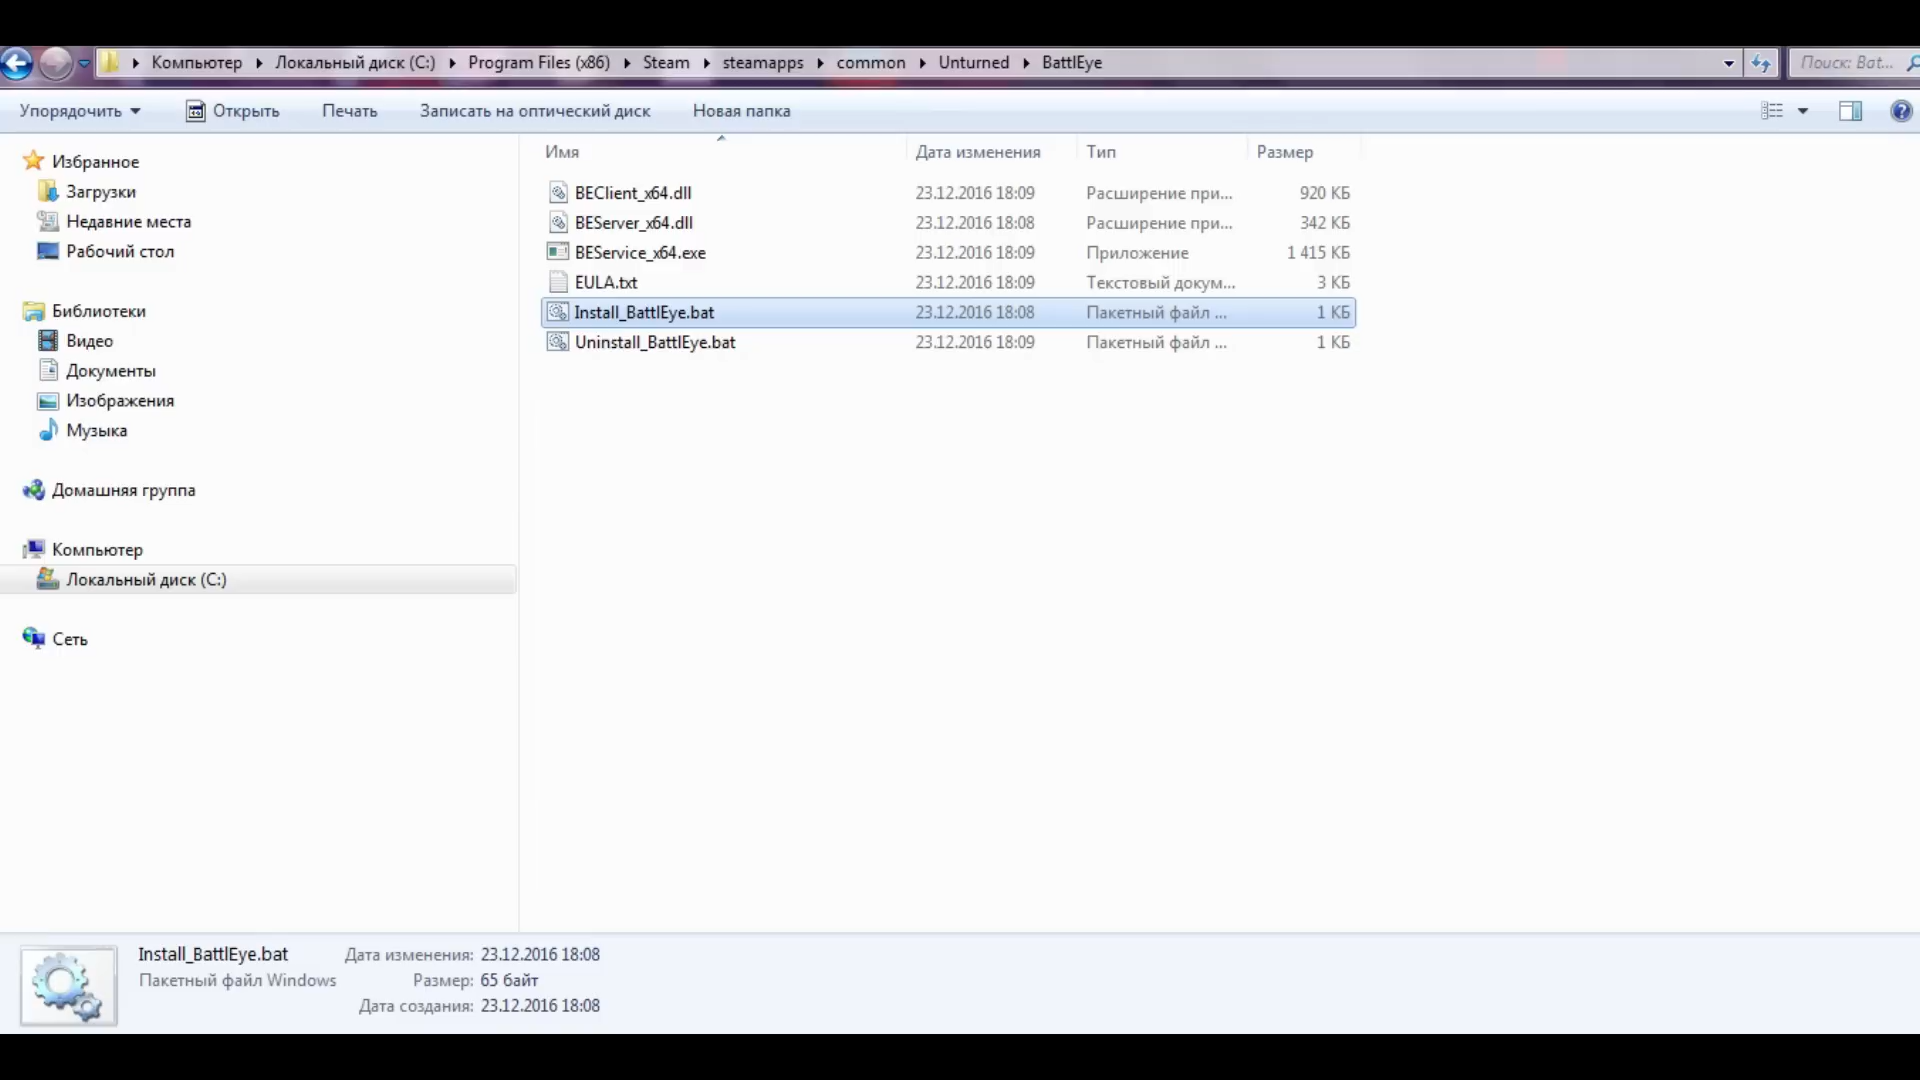 Компьютер Локальный диск (C:) Program Files (x86) Steam steamapps common Unturned BattlEye Поиск: Bat...
Упорядочить Открыть Печать Записать на оптический диск Новая папка
Избранное
Загрузки
Недавние места
Рабочий стол
Библиотеки
Видео
Документы
Изображения
Музыка
Домашняя группа
Компьютер
Локальный диск (C:)
Сеть
Имя Дата изменения Тип Размер
BEClient_x64.dll 23.12.2016 18:09 Расширение при... 920 КБ
BEServer_x64.dll 23.12.2016 18:08 Расширение при... 342 КБ
BEService_x64.exe 23.12.2016 18:09 Приложение 1 415 КБ
EULA.txt 23.12.2016 18:09 Текстовый докум... 3 КБ
Install_BattlEye.bat 23.12.2016 18:08 Пакетный файл ... 1 КБ
Uninstall_BattlEye.bat 23.12.2016 18:09 Пакетный файл ... 1 КБ
Install_BattlEye.bat Дата изменения: 23.12.2016 18:08
Пакетный файл Windows Размер: 65 байт
Дата создания: 23.12.2016 18:08